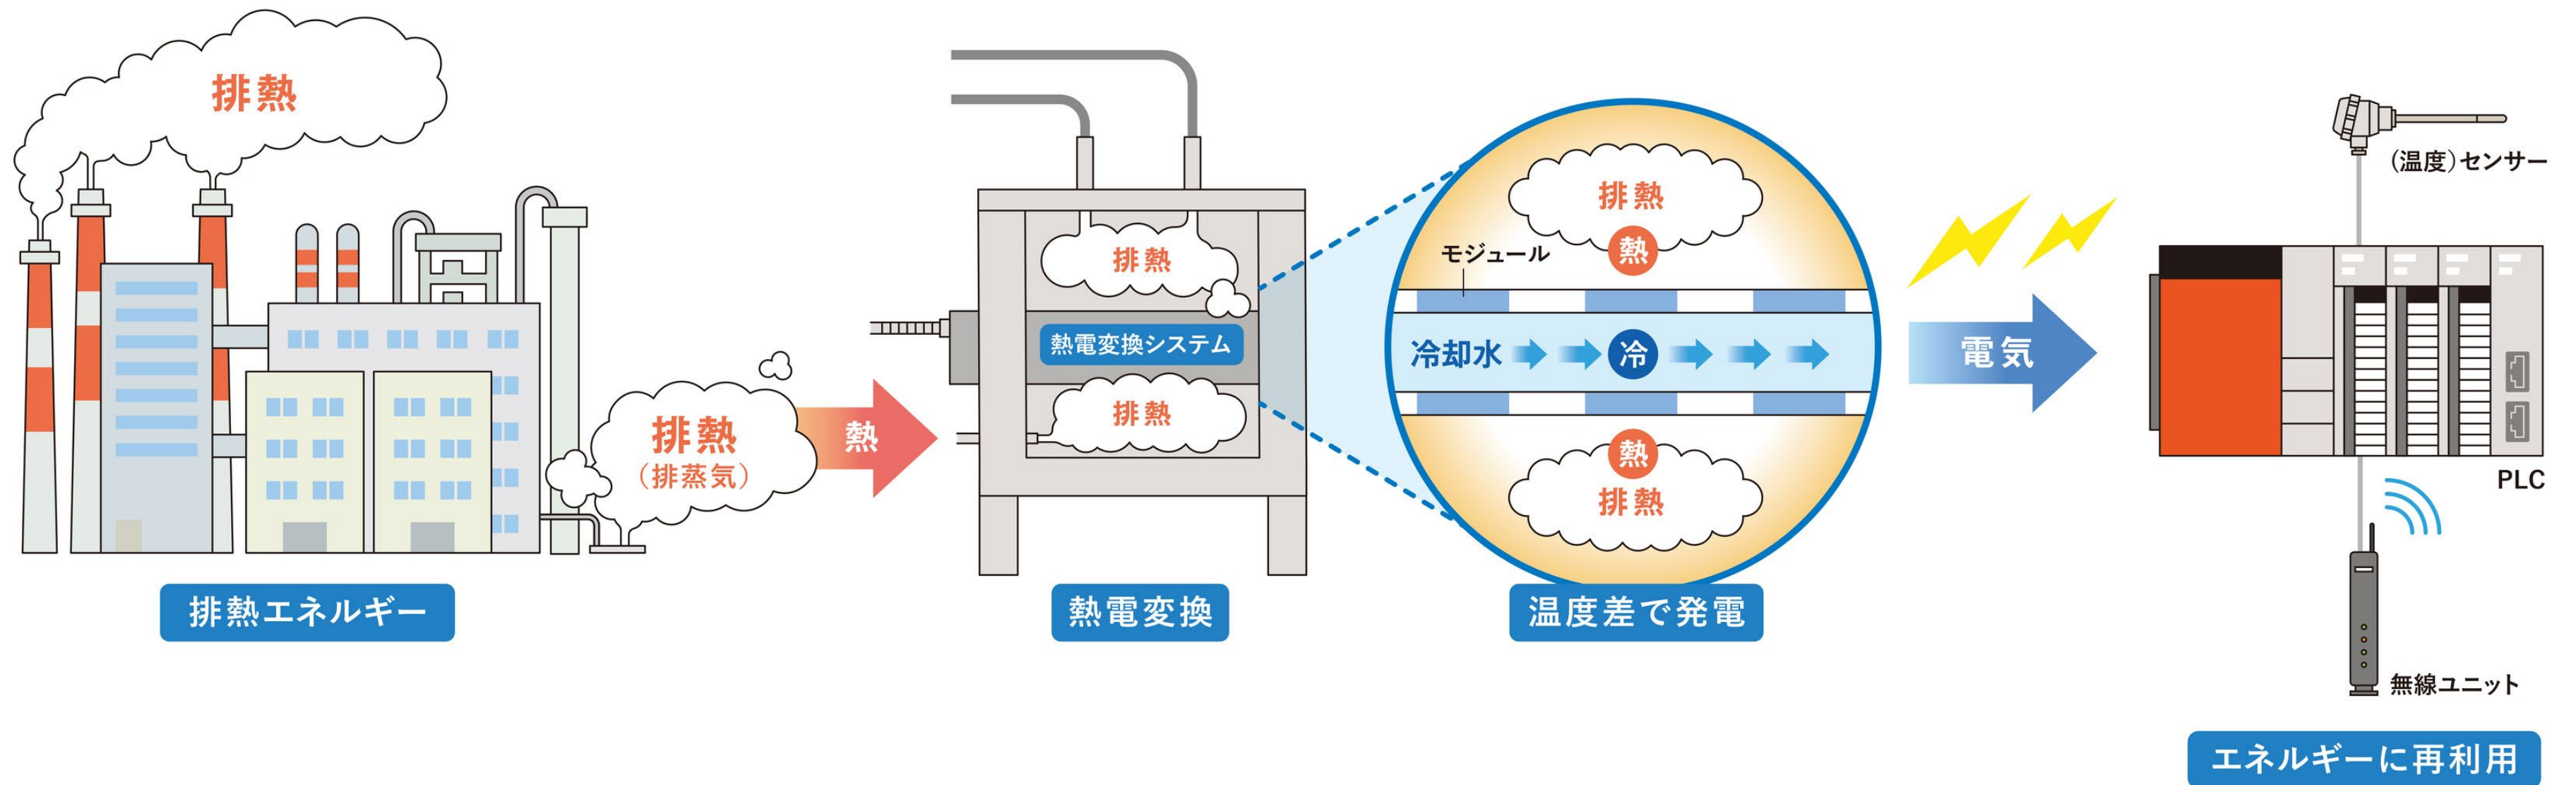 排熱
排熱
（排蒸気）
熱
排熱エネルギー
排熱
熱電変換システム
排熱
熱電変換
排熱
熱
モジュール
冷却水
冷
熱
排熱
温度差で発電
電気
（温度）センサー
PLC
無線ユニット
エネルギーに再利用